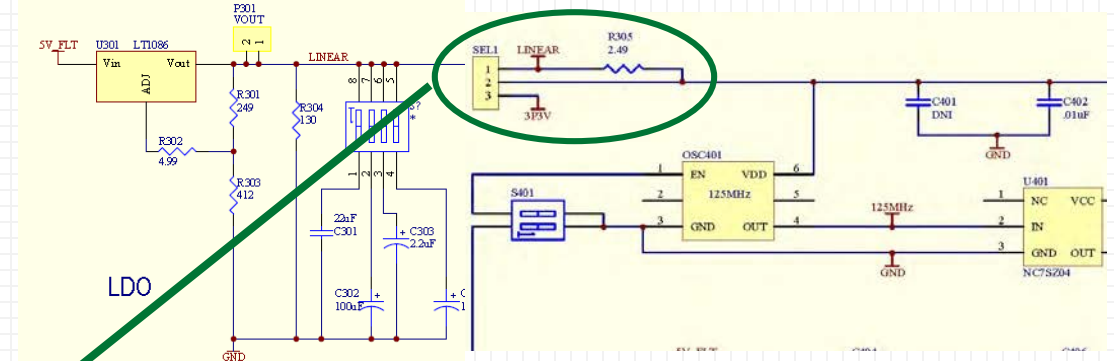 P301
VOUT
2 1
5V_FLT
U301 LT1086
Vin Vout
ADJ
LINEAR
8 7 6 5
R301
249
R304
130
*
R302
4.99
1 2 3 4
R303
412
22uF
C301
C303
2.2uF
C302
100uF
LDO
GND
SEL1
1
2
3
LINEAR
3P3V
R305
2.49
C401
DNI
C402
.01uF
GND
OSC401
1 EN VDD 6
2 125MHz 5
3 GND OUT 4
S401
125MHz
GND
U401
1 NC VCC
2 IN
3 GND OUT
NC7SZ04